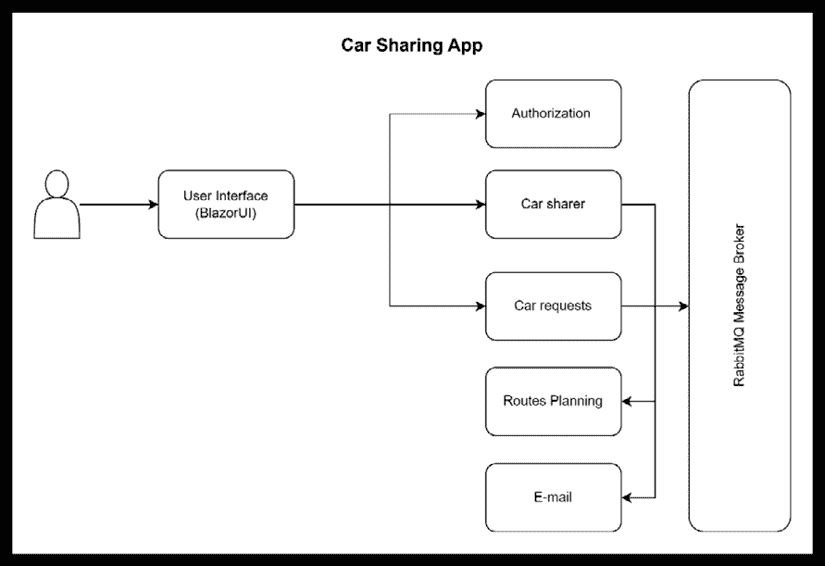 Car Sharing App
Authorization
User Interface
(BlazorUI)
Car sharer
Car requests
Routes Planning
E-mail
RabbitMQ Message Broker